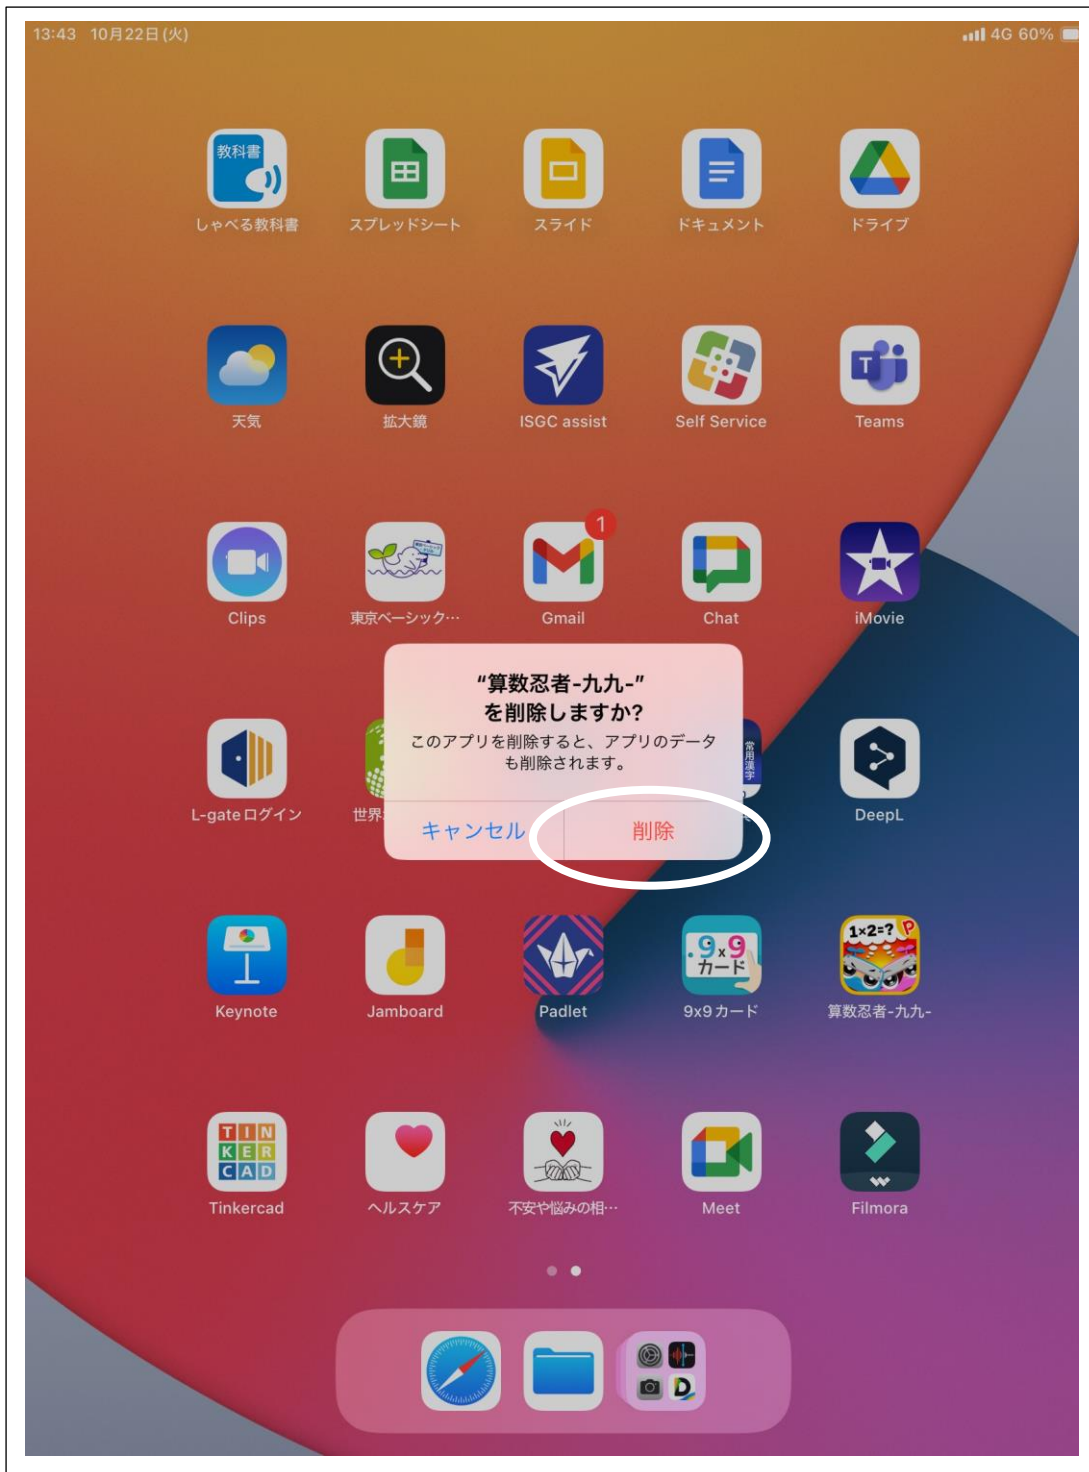 13:43 10月22日(火)
4G 60%
教科書
しゃべる教科書
スプレッドシート
スライド
ドキュメント
ドライブ
天気
拡大鏡
ISGC assist
Self Service
T
Teams
Clips
東京ベーシック…
1
Gmail
Chat
iMovie
“算数忍者-九九-”
を削除しますか?
このアプリを削除すると、アプリのデータ
も削除されます。
キャンセル
削除
L-gateログイン
世界
常用漢字
DeepL
Keynote
Jamboard
Padlet
9x9
カード
9x9カード
1×2=? P
算数忍者-九九-
TIN
KER
CAD
Tinkercad
ヘルスケア
不安や悩みの相…
Meet
Filmora